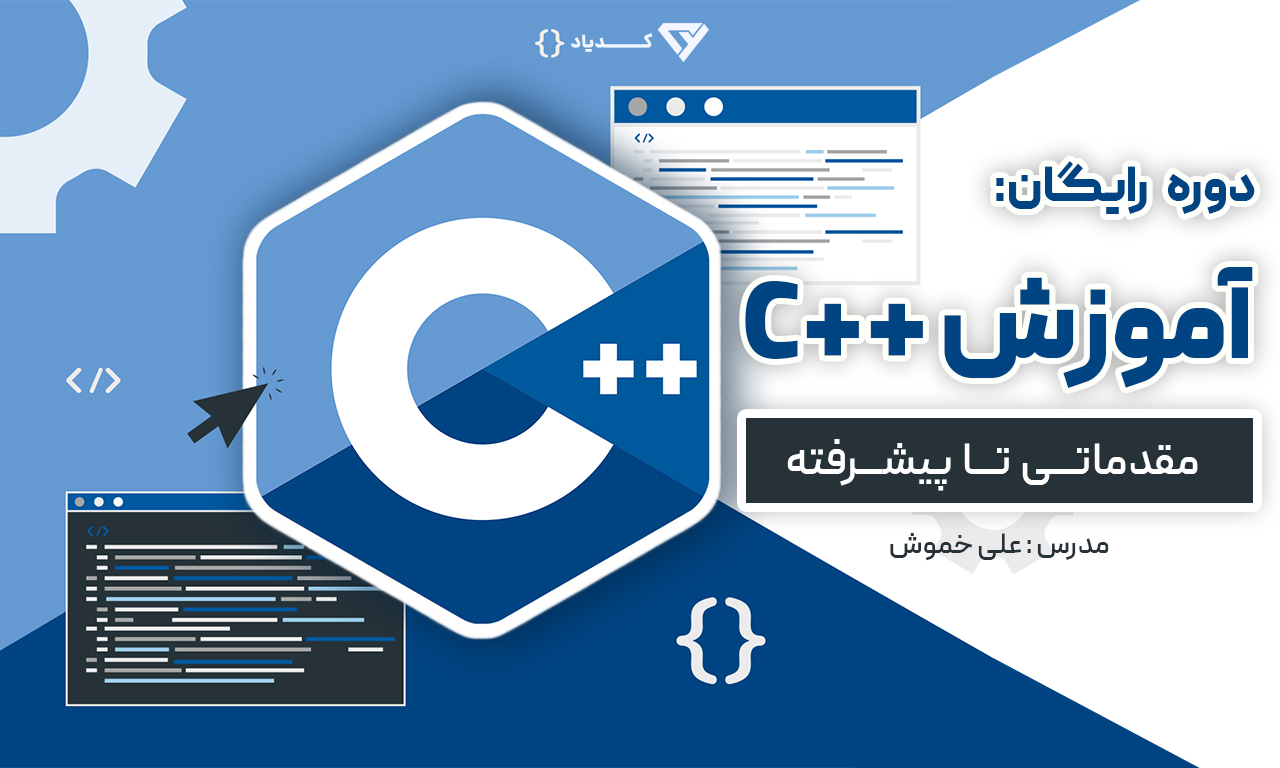 کدیاد {}
</>
دوره رایگان:
آموزش C++
مقدماتی تا پیشرفته
مدرس : علی خموش
C++
</>
</>
{}